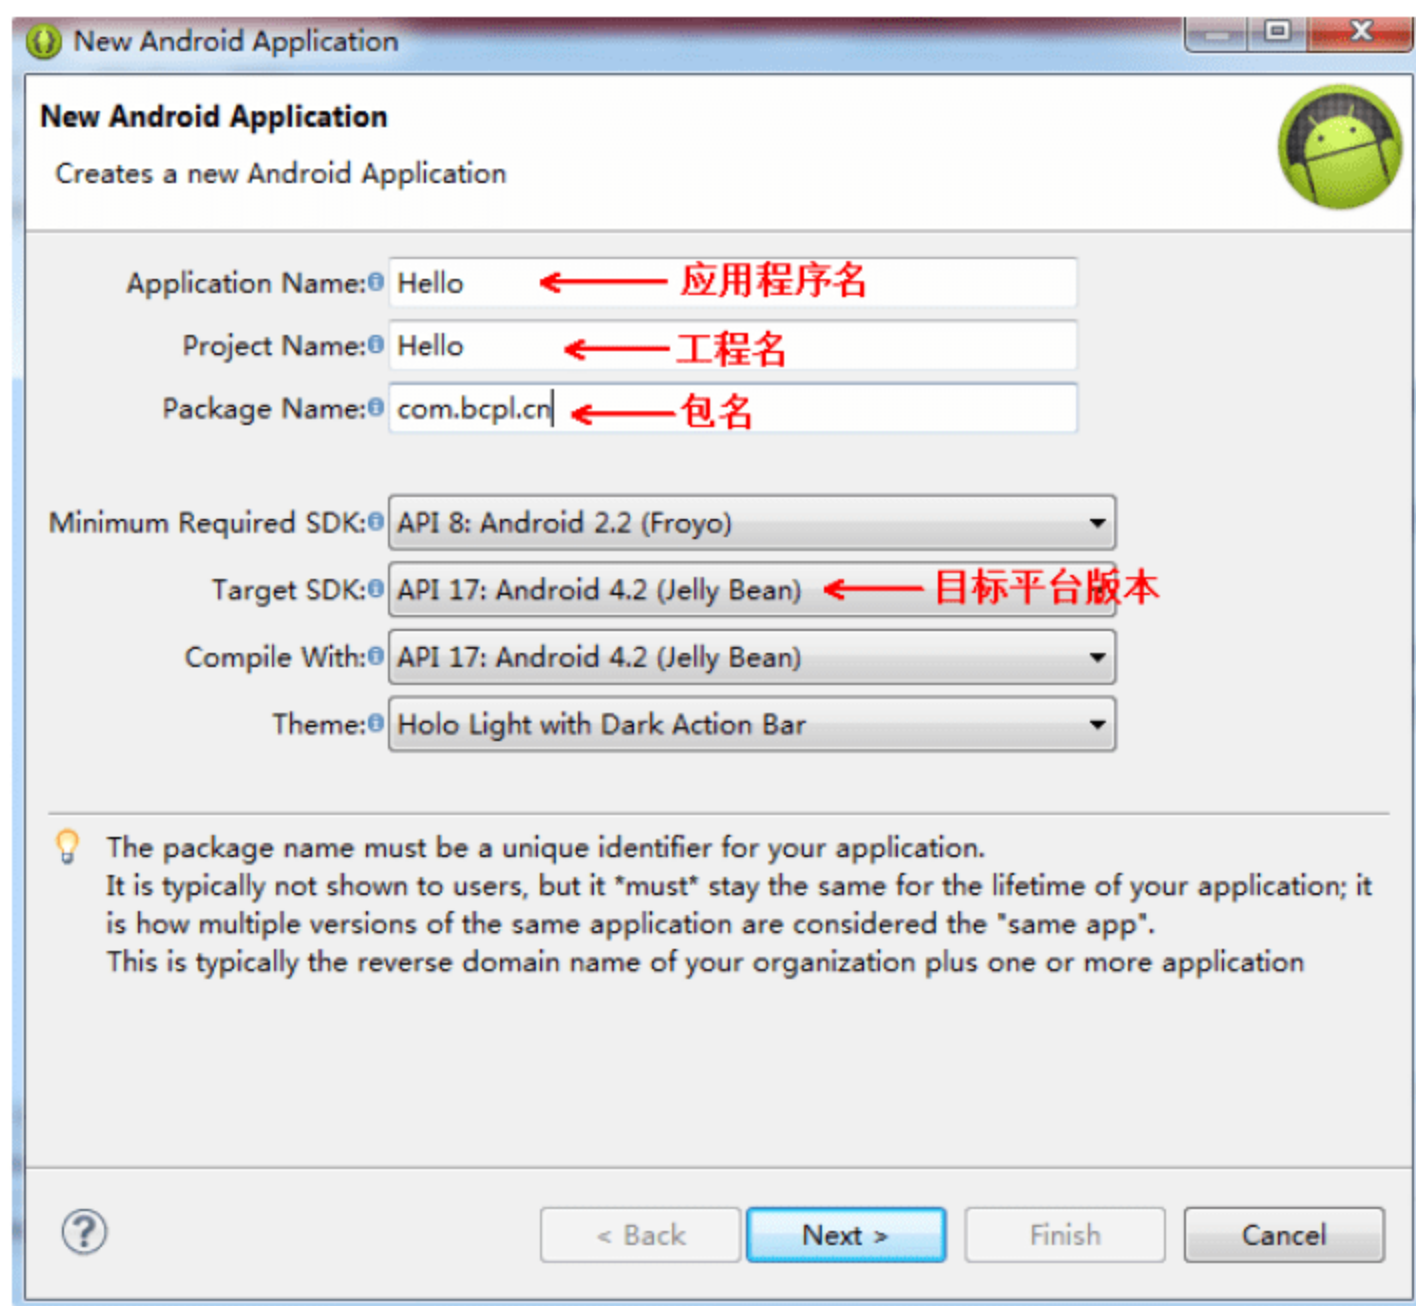 New Android Application
New Android Application
Creates a new Android Application
Application Name: Hello 应用程序名
Project Name: Hello 工程名
Package Name: com.bcpl.cn 包名
Minimum Required SDK: API 8: Android 2.2 (Froyo)
Target SDK: API 17: Android 4.2 (Jelly Bean) 目标平台版本
Compile With: API 17: Android 4.2 (Jelly Bean)
Theme: Holo Light with Dark Action Bar
The package name must be a unique identifier for your application.
It is typically not shown to users, but it *must* stay the same for the lifetime of your application; it
is how multiple versions of the same application are considered the "same app".
This is typically the reverse domain name of your organization plus one or more application
? < Back Next > Finish Cancel